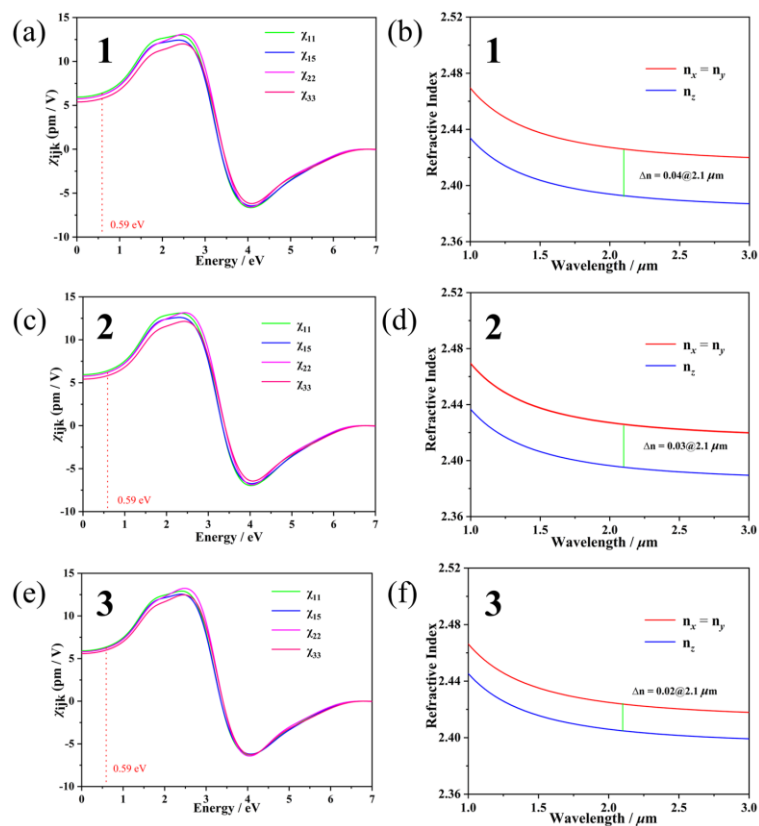 (a)
1
χ11
χ15
χ22
χ33
0.59 eV
χijk (pm / V)
15
10
5
0
-5
-10
0 1 2 3 4 5 6 7
Energy / eV
(b)
1
nx = ny
nz
Δn = 0.04@2.1 μm
Refractive Index
2.52
2.48
2.44
2.40
2.36
1.0 1.5 2.0 2.5 3.0
Wavelength / μm
(c)
2
χ11
χ15
χ22
χ33
0.59 eV
χijk (pm / V)
15
10
5
0
-5
-10
0 1 2 3 4 5 6 7
Energy / eV
(d)
2
nx = ny
nz
Δn = 0.03@2.1 μm
Refractive Index
2.52
2.48
2.44
2.40
2.36
1.0 1.5 2.0 2.5 3.0
Wavelength / μm
(e)
3
χ11
χ15
χ22
χ33
0.59 eV
χijk (pm / V)
15
10
5
0
-5
-10
0 1 2 3 4 5 6 7
Energy / eV
(f)
3
nx = ny
nz
Δn = 0.02@2.1 μm
Refractive Index
2.52
2.48
2.44
2.40
2.36
1.0 1.5 2.0 2.5 3.0
Wavelength / μm